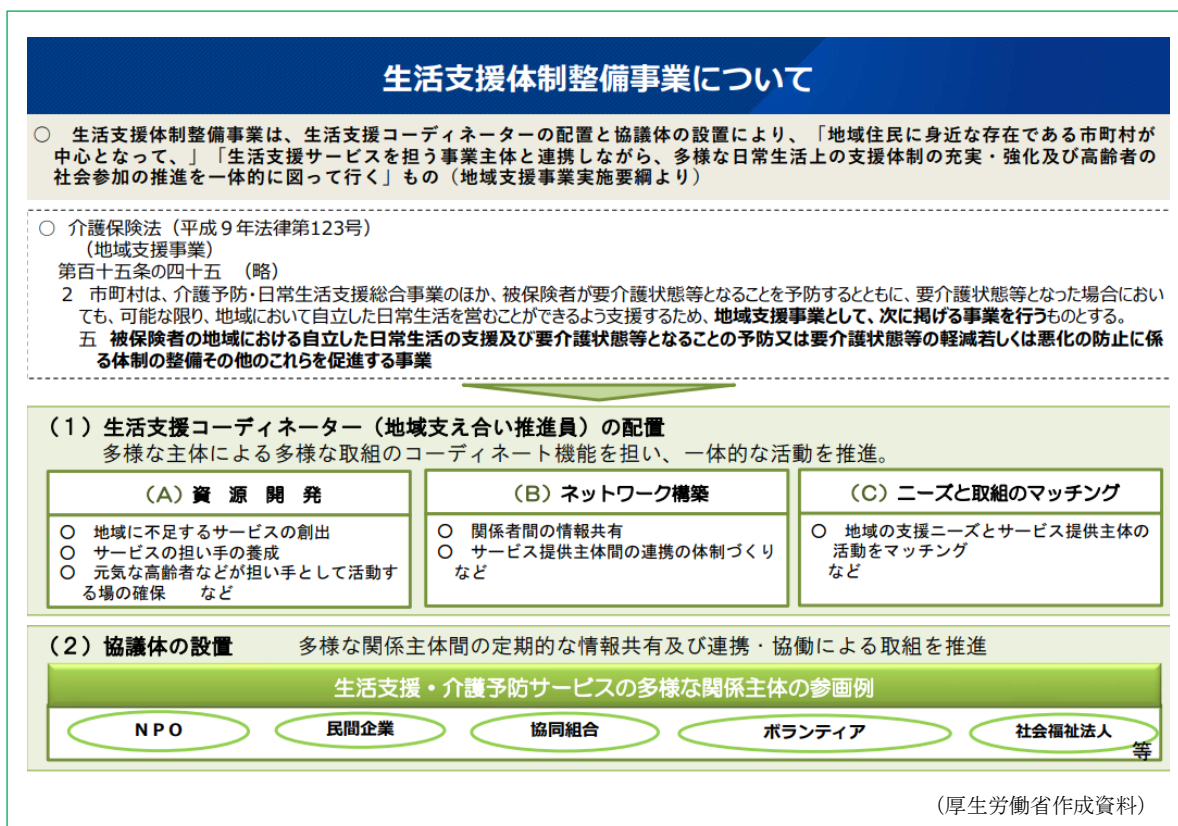 生活支援体制整備事業について
○ 生活支援体制整備事業は、生活支援コーディネーターの配置と協議体の設置により、「地域住民に身近な存在である市町村が
中心となって、」「生活支援サービスを担う事業主体と連携しながら、多様な日常生活上の支援体制の充実・強化及び高齢者の
社会参加の推進を一体的に図って行く」もの（地域支援事業実施要綱より）
○ 介護保険法（平成９年法律第123号）
（地域支援事業）
第百十五条の四十五 （略）
２ 市町村は、介護予防・日常生活支援総合事業のほか、被保険者が要介護状態等となることを予防するとともに、要介護状態等となった場合におい
ても、可能な限り、地域において自立した日常生活を営むことができるよう支援するため、地域支援事業として、次に掲げる事業を行うものとする。
五 被保険者の地域における自立した日常生活の支援及び要介護状態等となることの予防又は要介護状態等の軽減若しくは悪化の防止に係
る体制の整備その他のこれらを促進する事業
（１）生活支援コーディネーター（地域支え合い推進員）の配置
多様な主体による多様な取組のコーディネート機能を担い、一体的な活動を推進。
（A）資 源 開 発
○ 地域に不足するサービスの創出
○ サービスの担い手の養成
○ 元気な高齢者などが担い手として活動す
る場の確保 など
（B）ネットワーク構築
○ 関係者間の情報共有
○ サービス提供主体間の連携の体制づくり
など
（C）ニーズと取組のマッチング
○ 地域の支援ニーズとサービス提供主体の
活動をマッチング
など
（２）協議体の設置 多様な関係主体間の定期的な情報共有及び連携・協働による取組を推進
生活支援・介護予防サービスの多様な関係主体の参画例
ＮＰＯ 民間企業 協同組合 ボランティア 社会福祉法人
等
（厚生労働省作成資料）